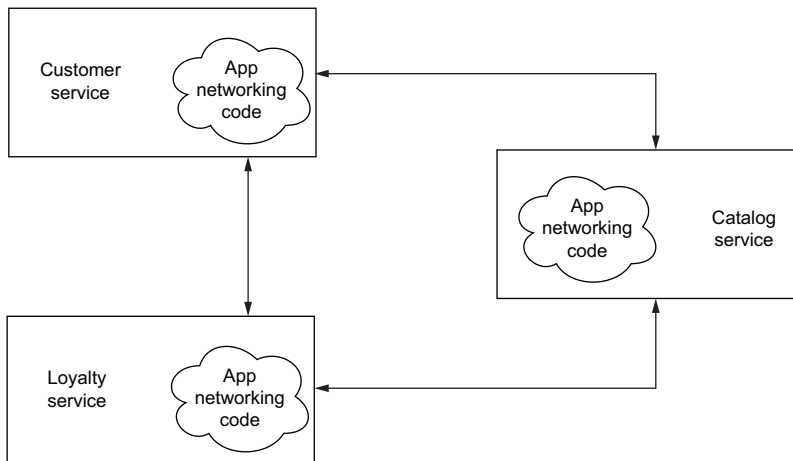 Customer
service
App
networking
code
App
networking
code
Catalog
service
Loyalty
service
App
networking
code